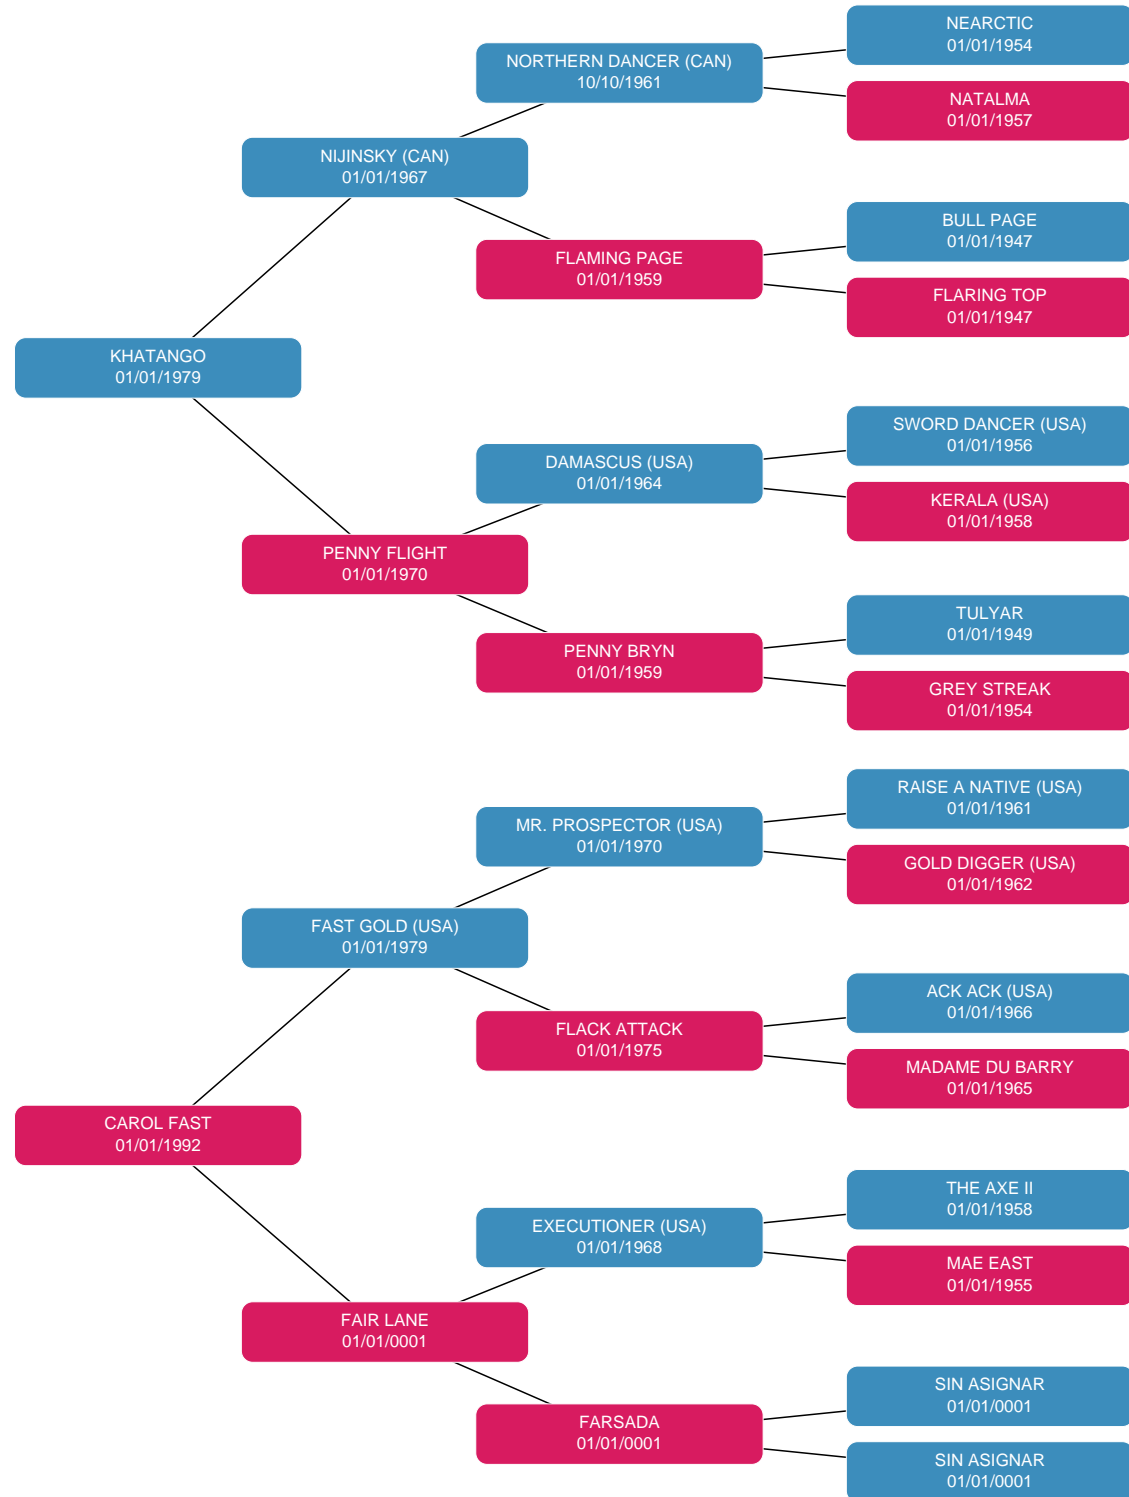 NEARCTIC
01/01/1954
NORTHERN DANCER (CAN)
10/10/1961
NATALMA
01/01/1957
NIJINSKY (CAN)
01/01/1967
BULL PAGE
01/01/1947
FLAMING PAGE
01/01/1959
FLARING TOP
01/01/1947
KHATANGO
01/01/1979
SWORD DANCER (USA)
01/01/1956
DAMASCUS (USA)
01/01/1964
KERALA (USA)
01/01/1958
PENNY FLIGHT
01/01/1970
TULYAR
01/01/1949
PENNY BRYN
01/01/1959
GREY STREAK
01/01/1954
RAISE A NATIVE (USA)
01/01/1961
MR. PROSPECTOR (USA)
01/01/1970
GOLD DIGGER (USA)
01/01/1962
FAST GOLD (USA)
01/01/1979
ACK ACK (USA)
01/01/1966
FLACK ATTACK
01/01/1975
MADAME DU BARRY
01/01/1965
CAROL FAST
01/01/1992
THE AXE II
01/01/1958
EXECUTIONER (USA)
01/01/1968
MAE EAST
01/01/1955
FAIR LANE
01/01/0001
SIN ASIGNAR
01/01/0001
FARSADA
01/01/0001
SIN ASIGNAR
01/01/0001